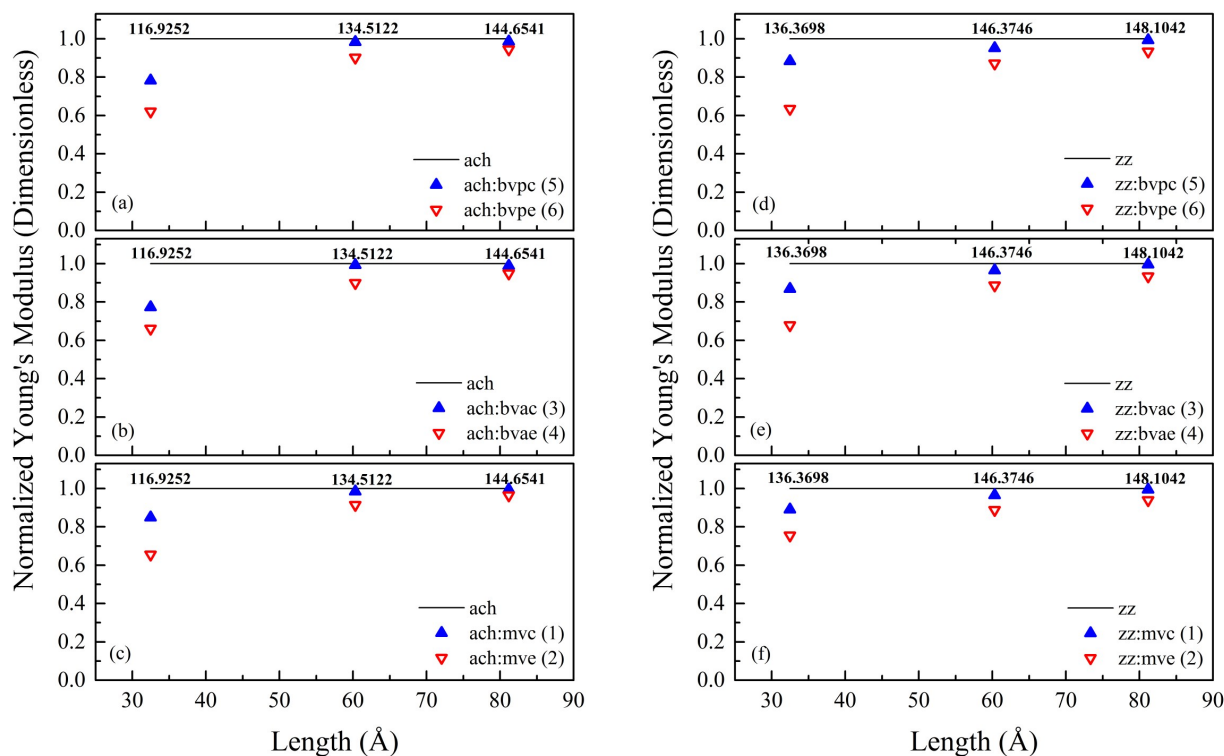 Normalized Young's Modulus (Dimensionless)
116.9252 134.5122 144.6541
1.0
0.8
0.6
0.4
0.2
0.0
ach
ach:bvpc (5)
ach:bvpe (6)
(a)
116.9252 134.5122 144.6541
1.0
0.8
0.6
0.4
0.2
0.0
ach
ach:bvac (3)
ach:bvae (4)
(b)
116.9252 134.5122 144.6541
1.0
0.8
0.6
0.4
0.2
0.0
ach
ach:mvc (1)
ach:mve (2)
(c)
30 40 50 60 70 80 90
Length (Å)
Normalized Young's Modulus (Dimensionless)
136.3698 146.3746 148.1042
1.0
0.8
0.6
0.4
0.2
0.0
zz
zz:bvpc (5)
zz:bvpe (6)
(d)
136.3698 146.3746 148.1042
1.0
0.8
0.6
0.4
0.2
0.0
zz
zz:bvac (3)
zz:bvae (4)
(e)
136.3698 146.3746 148.1042
1.0
0.8
0.6
0.4
0.2
0.0
zz
zz:mvc (1)
zz:mve (2)
(f)
30 40 50 60 70 80 90
Length (Å)